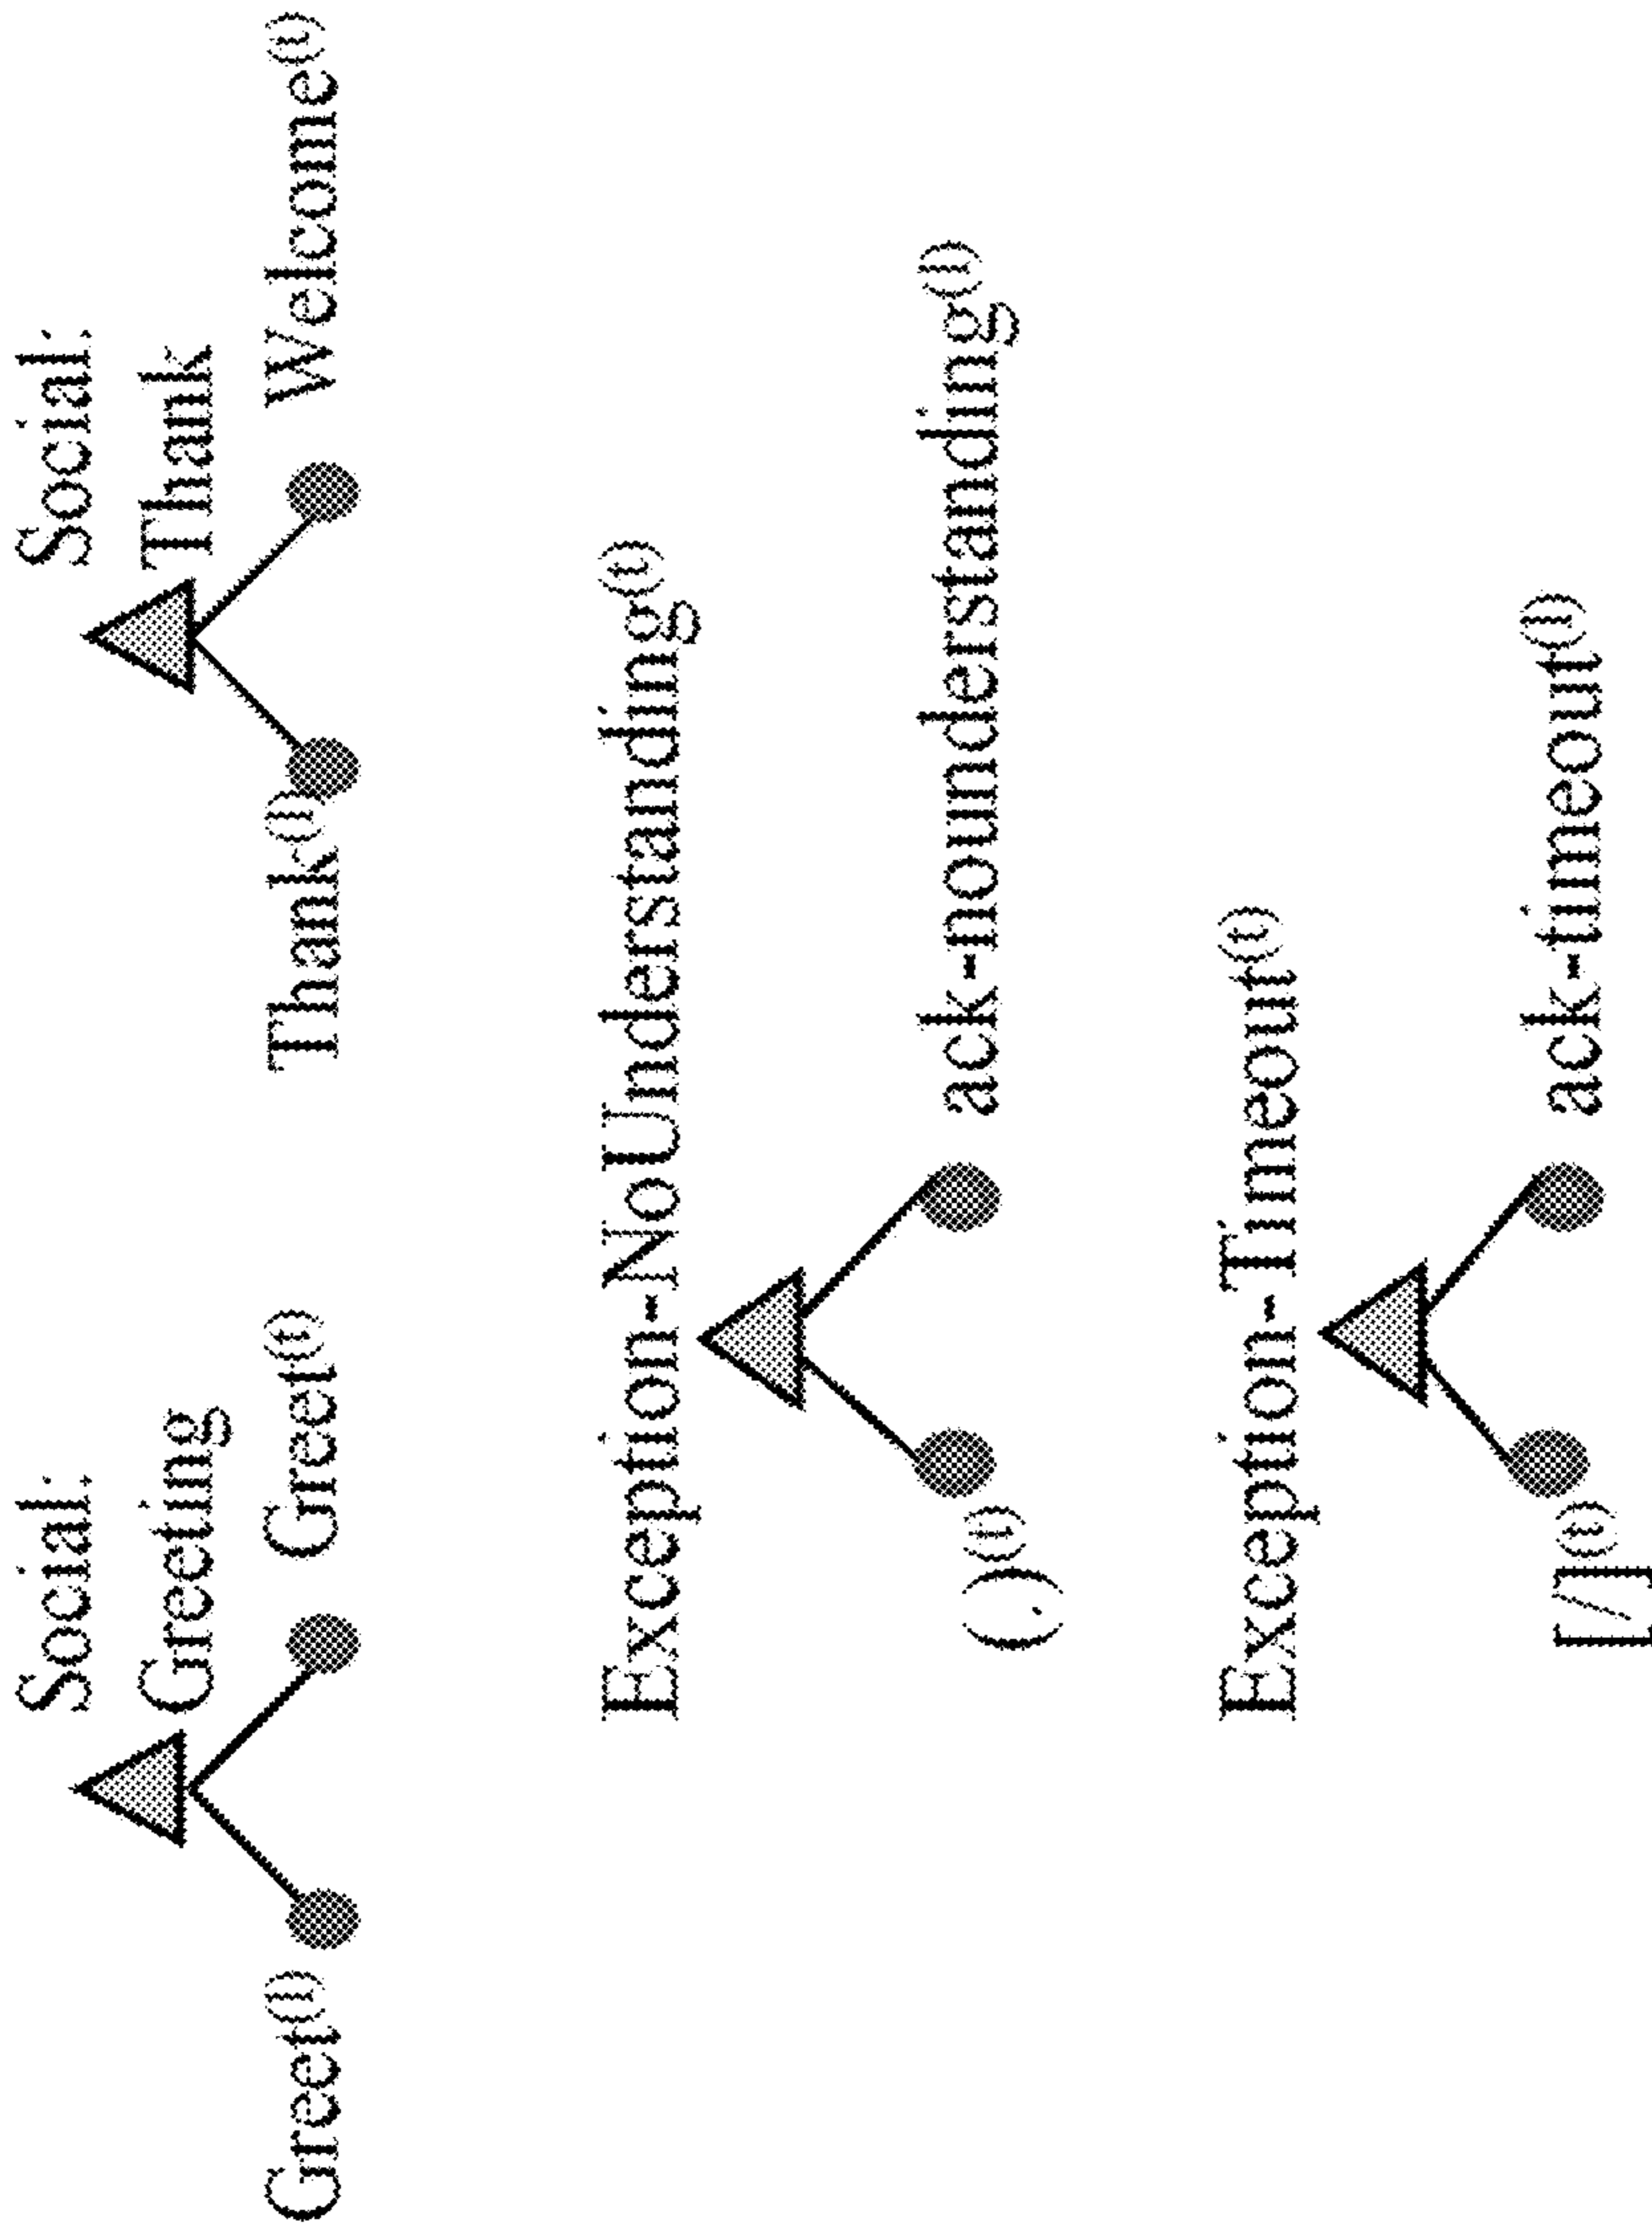 Social:
Greeting
Greet(i) Greet(t)
Social:
Thank
Thank(i) Welcome(t)
Exception-NoUnderstanding(t)
(.)(t) ack-nounderstanding(i)
Exception-Timeout(t)
[/](t) ack-timeout(i)